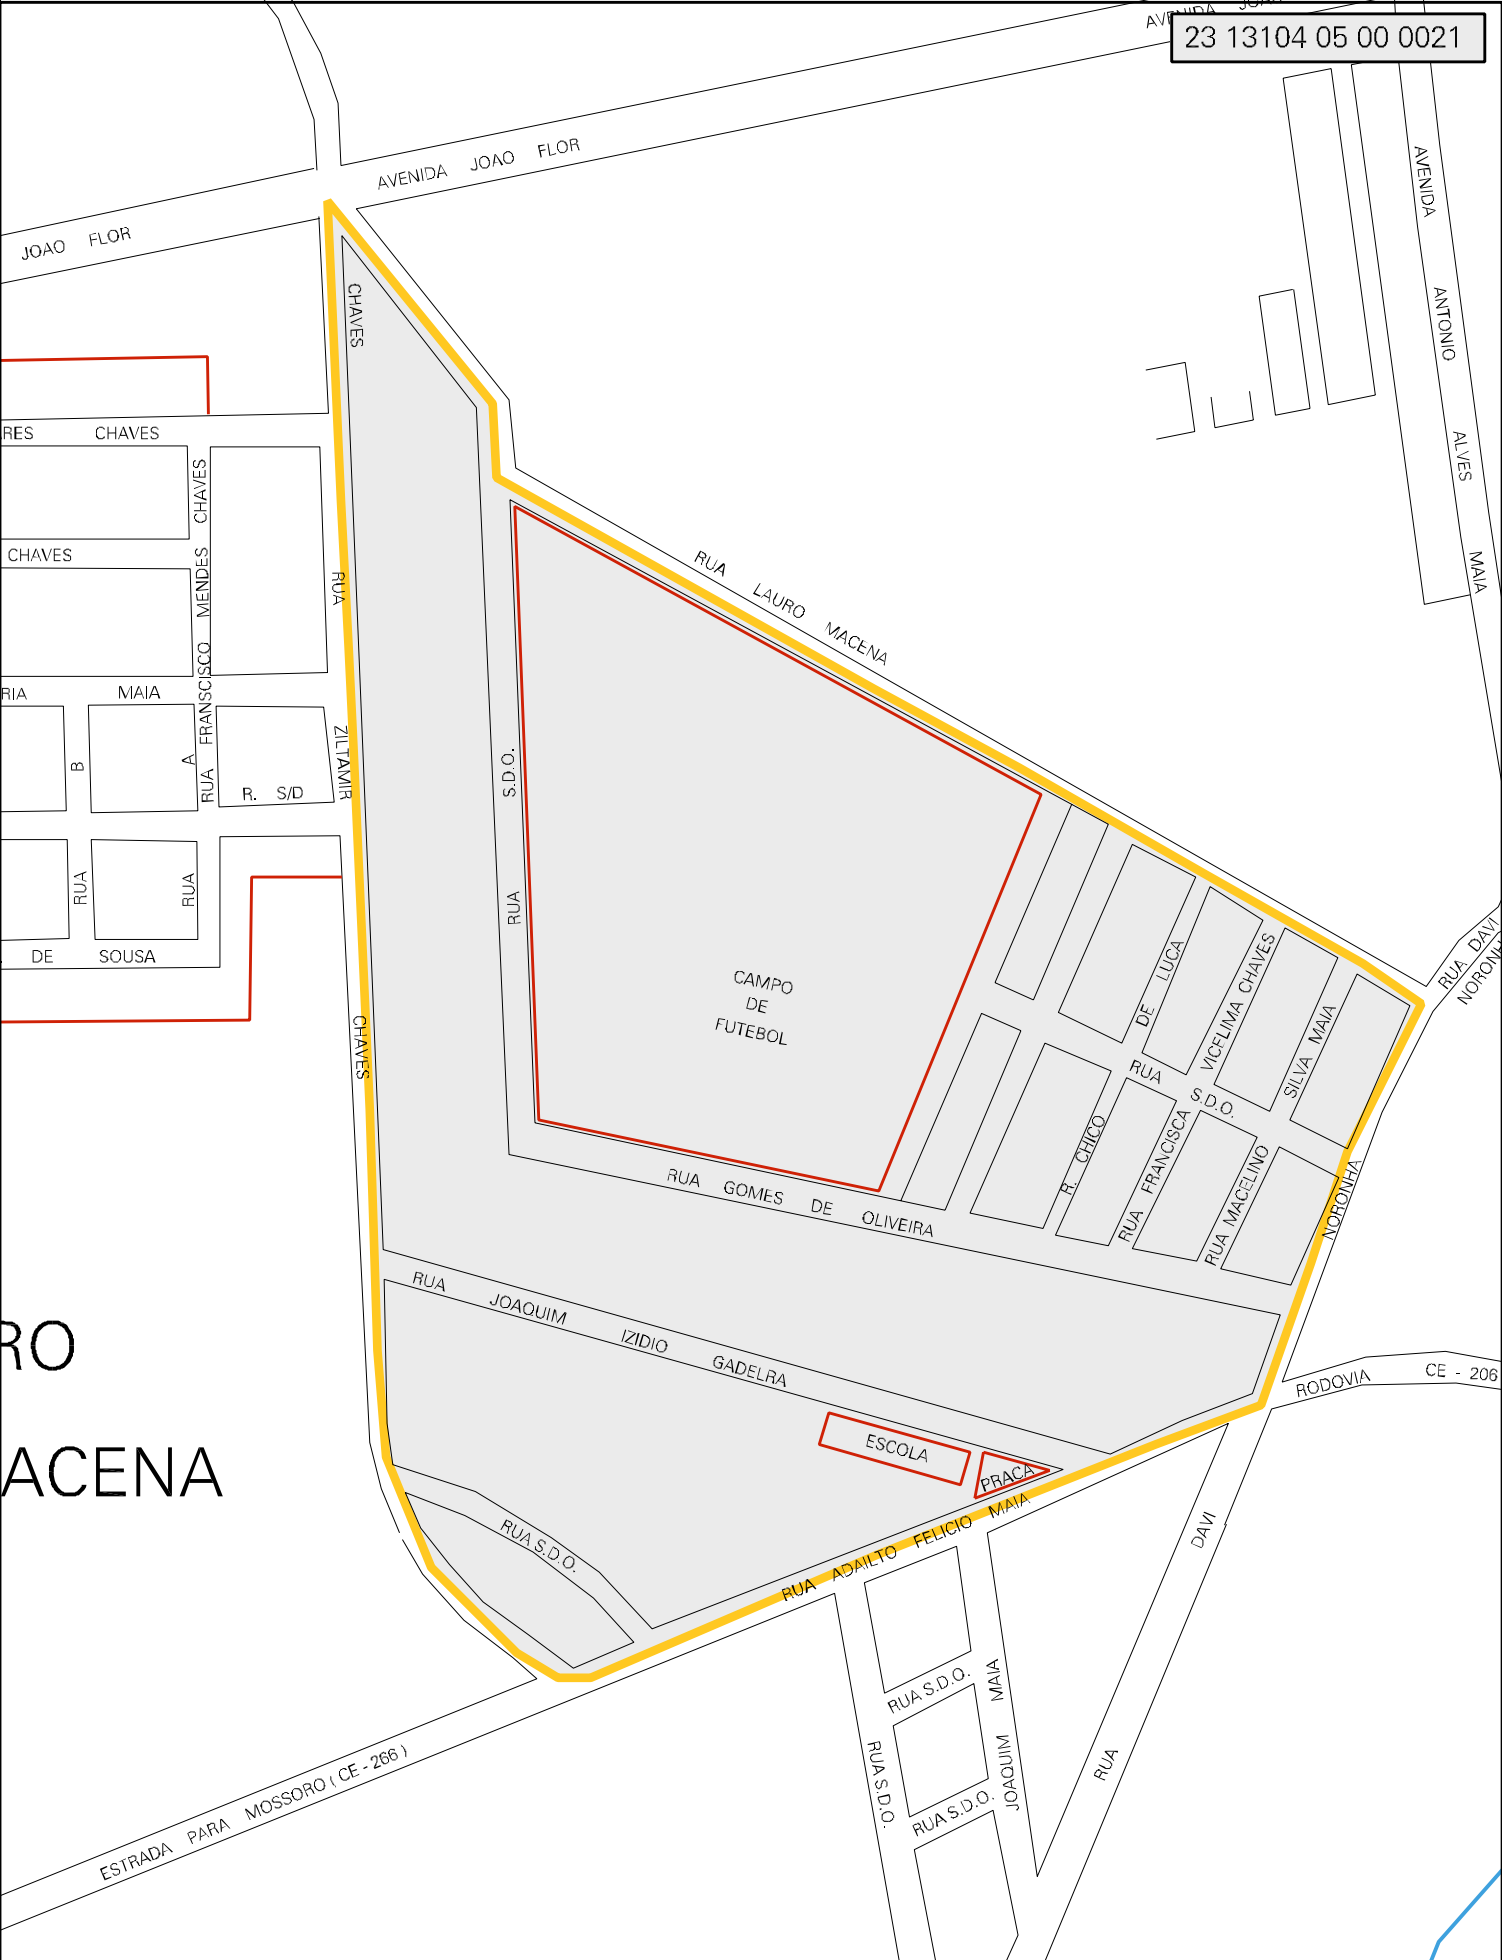 23 13104 05 00 0021
AVENIDA JOAO FLOR
JOAO FLOR
AVENIDA ANTONIO ALVES MAIA
CHAVES
RUA ZILTAMIR CHAVES
CHAVES
CHAVES
MAIA
RUA FRANSCISCO MENDES CHAVES
R. S/D
B
A
RUA
RUA
DE SOUSA
RUA LAURO MACENA
RUA S.D.O.
CAMPO
DE
FUTEBOL
RUA DAVI
DE LUCA
VICELIMA CHAVES
SILVA MAIA
RUA S.D.O.
R. CHICO
RUA FRANCISCA
RUA MACELINO
NORONHA
RUA GOMES DE OLIVEIRA
RUA JOAQUIM IZIDIO GADELRA
RODOVIA CE - 206
ESCOLA
PRACA
RUA S.D.O.
RUA ADAILTO FELICIO MAIA
RUA DAVI
RUA S.D.O.
RUA S.D.O.
RUA S.D.O.
JOAQUIM MAIA
ESTRADA PARA MOSSORO ( CE - 266 )
RO
ACENA